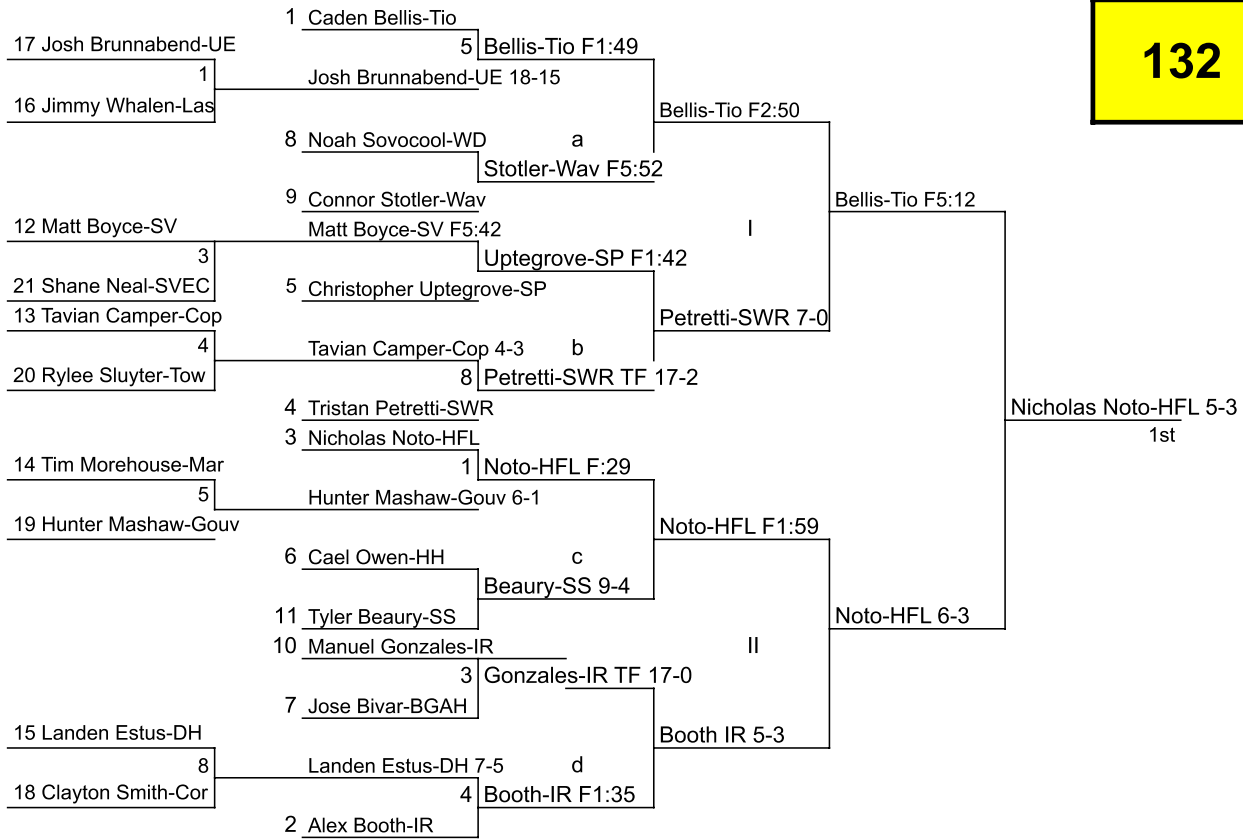 1 Caden Bellis-Tio
132
17 Josh Brunnabend-UE
5 Bellis-Tio F1:49
1
Josh Brunnabend-UE 18-15
16 Jimmy Whalen-Las
Bellis-Tio F2:50
8 Noah Sovocool-WD
a
Stotler-Wav F5:52
9 Connor Stotler-Wav
Bellis-Tio F5:12
12 Matt Boyce-SV
Matt Boyce-SV F5:42
I
3
Uptegrove-SP F1:42
21 Shane Neal-SVEC
5 Christopher Uptegrove-SP
13 Tavian Camper-Cop
Petretti-SWR 7-0
4
Tavian Camper-Cop 4-3
b
20 Rylee Sluyter-Tow
8 Petretti-SWR TF 17-2
4 Tristan Petretti-SWR
Nicholas Noto-HFL 5-3
1st
3 Nicholas Noto-HFL
14 Tim Morehouse-Mar
1 Noto-HFL F:29
5
Hunter Mashaw-Gouv 6-1
19 Hunter Mashaw-Gouv
Noto-HFL F1:59
6 Cael Owen-HH
c
Beaury-SS 9-4
11 Tyler Beaury-SS
Noto-HFL 6-3
10 Manuel Gonzales-IR
II
3 Gonzales-IR TF 17-0
7 Jose Bivar-BGAH
15 Landen Estus-DH
Booth IR 5-3
8
Landen Estus-DH 7-5
d
18 Clayton Smith-Cor
4 Booth-IR F1:35
2 Alex Booth-IR